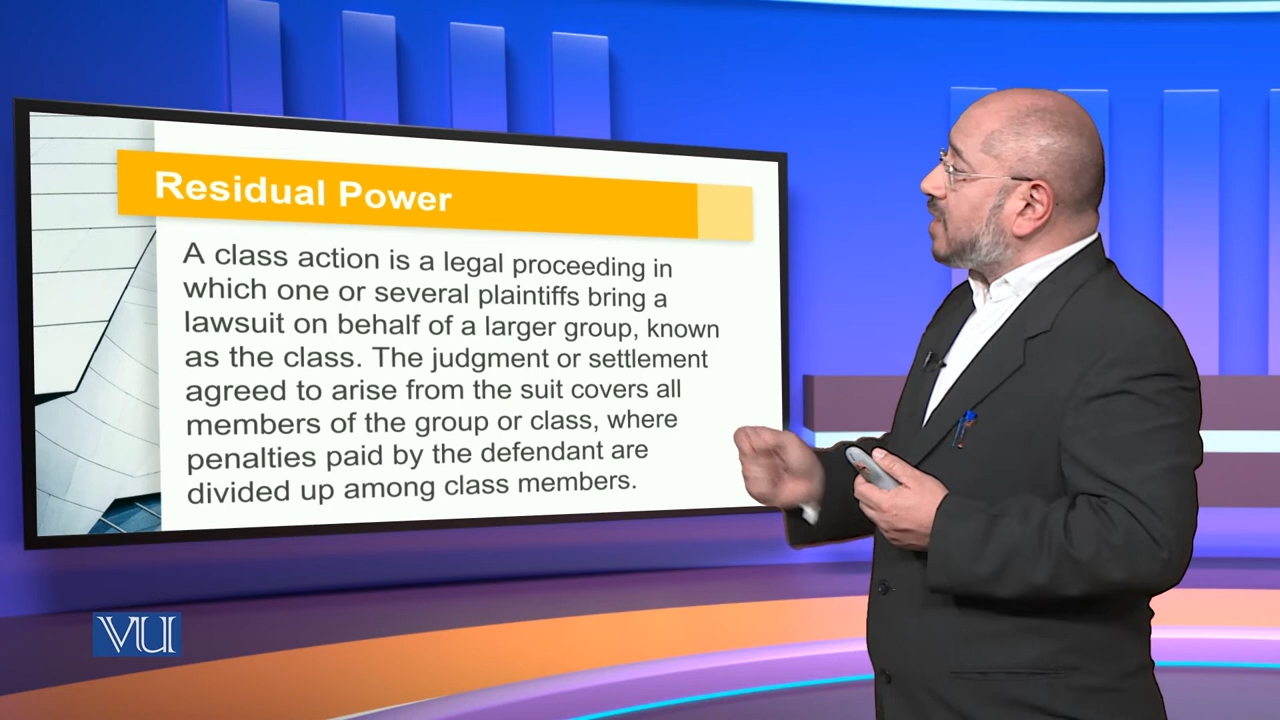 Residual Power
A class action is a legal proceeding in
which one or several plaintiffs bring a
lawsuit on behalf of a larger group, known
as the class. The judgment or settlement
agreed to arise from the suit covers all
members of the group or class, where
penalties paid by the defendant are
divided up among class members.
VU